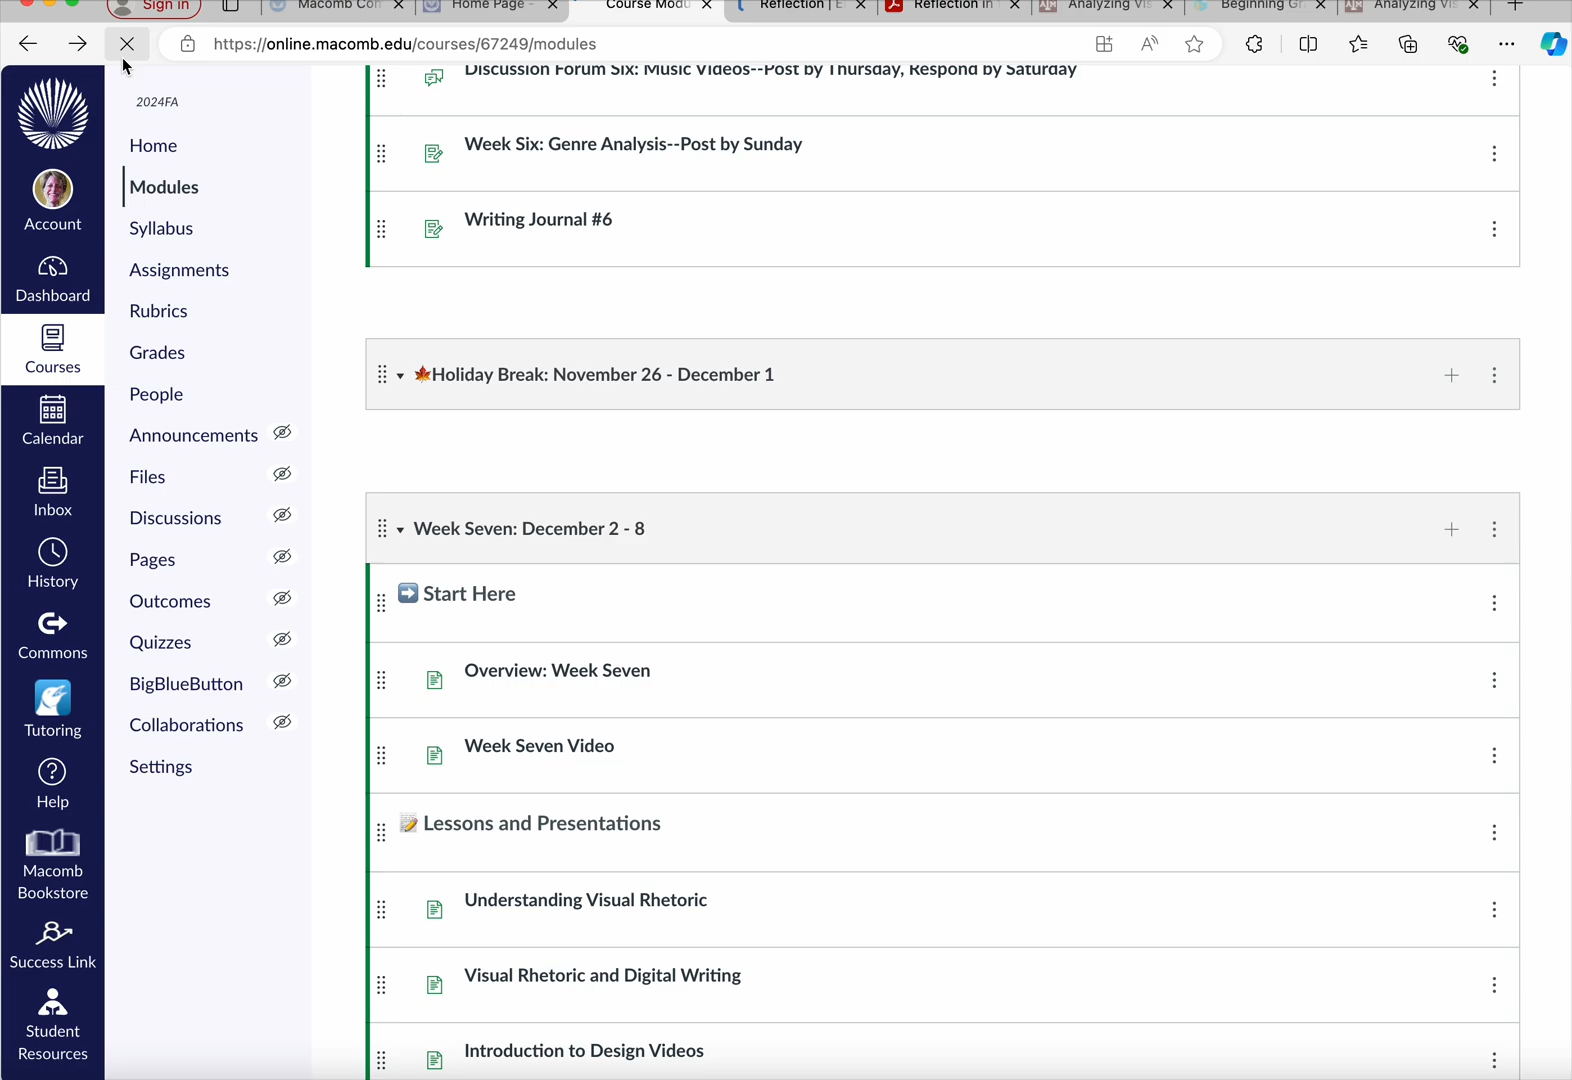 Sign in
Macomb Con
Home Page -
Course Modu
Reflection | E
Reflection in
Analyzing Vis
Beginning Gr
Analyzing Vis
https://online.macomb.edu/courses/67249/modules
Account
Dashboard
Courses
Calendar
Inbox
History
Commons
Tutoring
Help
Macomb
Bookstore
Success Link
Student
Resources
2024FA
Home
Modules
Syllabus
Assignments
Rubrics
Grades
People
Announcements
Files
Discussions
Pages
Outcomes
Quizzes
BigBlueButton
Collaborations
Settings
Discussion Forum Six: Music Videos--Post by Thursday, Respond by Saturday
Week Six: Genre Analysis--Post by Sunday
Writing Journal #6
🍁Holiday Break: November 26 - December 1
Week Seven: December 2 - 8
➡️ Start Here
Overview: Week Seven
Week Seven Video
📝 Lessons and Presentations
Understanding Visual Rhetoric
Visual Rhetoric and Digital Writing
Introduction to Design Videos